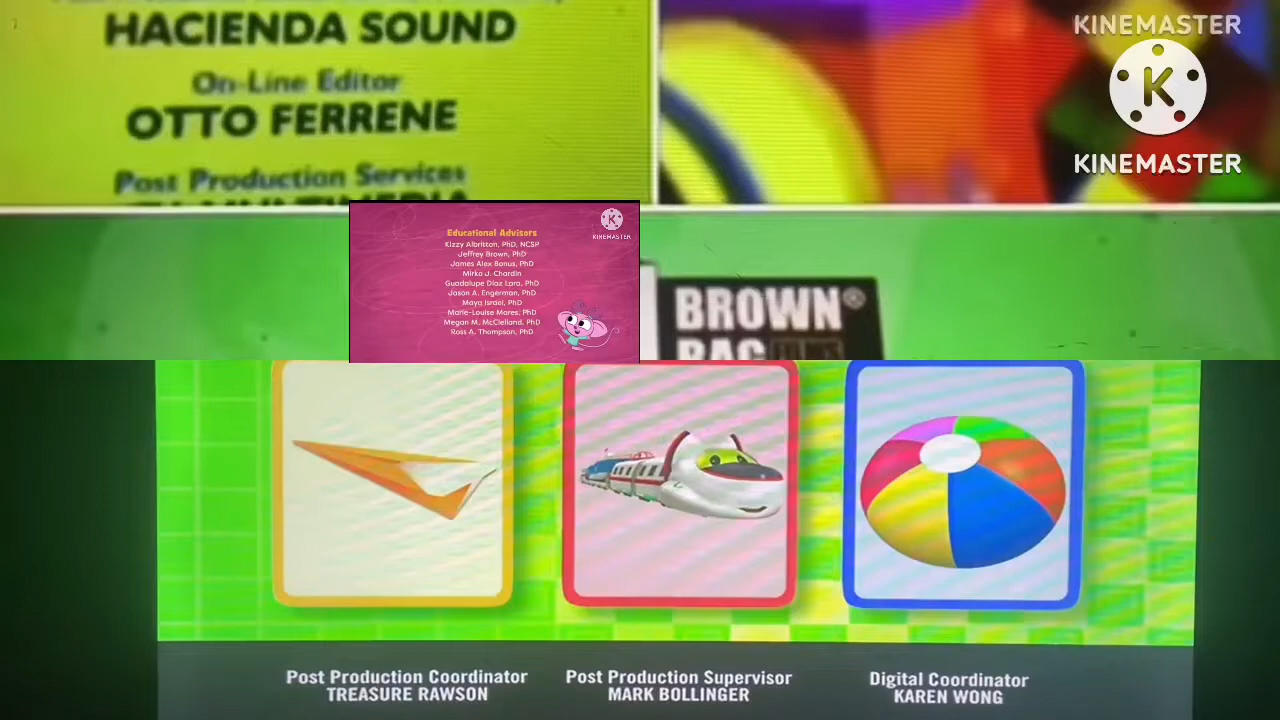 HACIENDA SOUND
On-Line Editor
OTTO FERRENE
Post Production Services
KINEMASTER
K
KINEMASTER
Educational Advisors
Kizzy Albritton, PhD, NCSP
Jeffrey Brown, PhD
James Alex Bonus, PhD
Mirko J. Chardin
Guadalupe Díaz Lara, PhD
Jason A. Engerman, PhD
Maya Israel, PhD
Marie-Louise Mares, PhD
Megan M. McClelland, PhD
Ross A. Thompson, PhD
K
KINEMASTER
BROWN®
BAG
Post Production Coordinator
TREASURE RAWSON
Post Production Supervisor
MARK BOLLINGER
Digital Coordinator
KAREN WONG